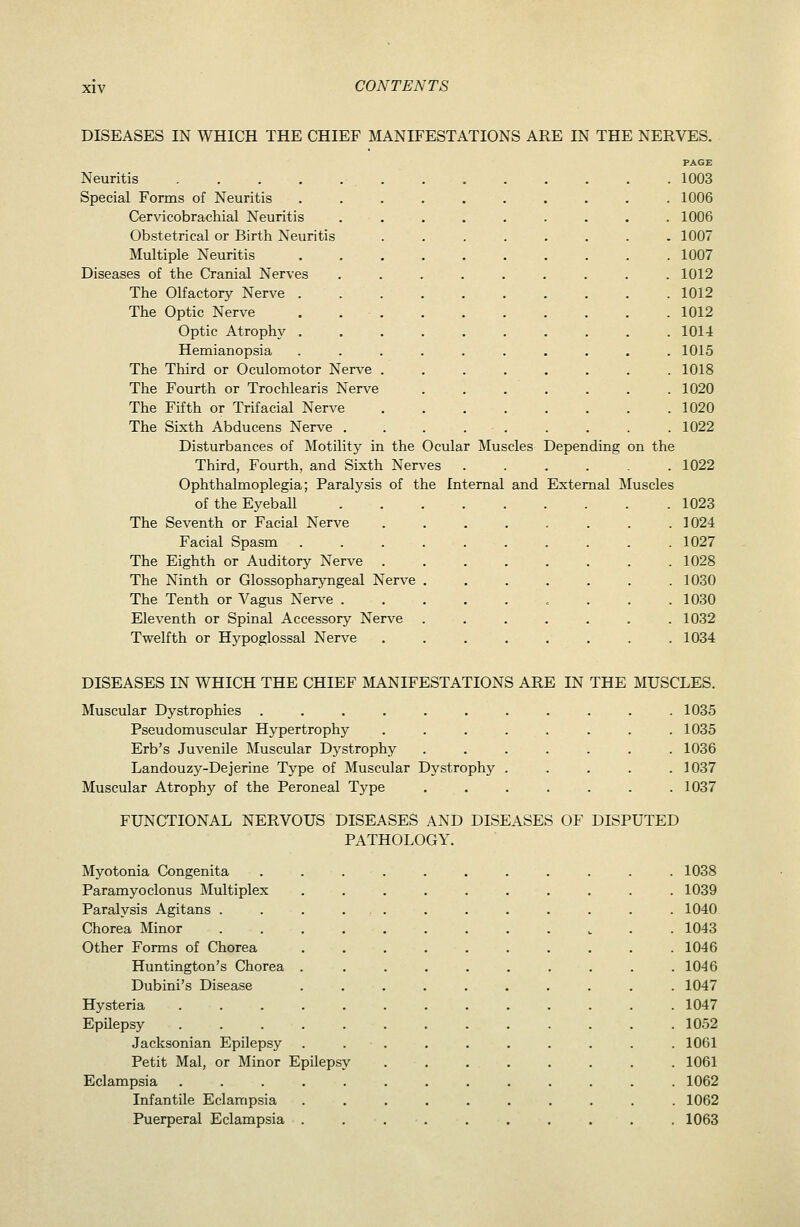 xiv CONTENTS
DISEASES IN WHICH THE CHIEF MANIFESTATIONS ARE IN THE NERVES.
PAGE
Neuritis . . . . . . . . . . . . . 1003
Special Forms of Neuritis . . . . . . . . . . 1006
Cervicobrachial Neuritis . . . . . . . . . 1006
Obstetrical or Birth Neuritis . . . . . . . . 1007
Multiple Neuritis . . . . . . . . . . 1007
Diseases of the Cranial Nerves . . . . . . . . . 1012
The Olfactory Nerve . . . . . . . . . . 1012
The Optic Nerve . . . . . . . . . . 1012
Optic Atrophy . . . . . . . . . . 1014
Hemianopsia . . . . . . . . . . 1015
The Third or Oculomotor Nerve . . . . . . . . 1018
The Fourth or Trochlearis Nerve . . . . . . . 1020
The Fifth or Trifacial Nerve . . . . . . . . 1020
The Sixth Abducens Nerve . . . . . . . . . 1022
Disturbances of Motility in the Ocular Muscles Depending on the
Third, Fourth, and Sixth Nerves . . . . . . 1022
Ophthalmoplegia; Paralysis of the Internal and External Muscles
of the Eyeball . . . . . . . . . 1023
The Seventh or Facial Nerve . . . . . . . . 1024
Facial Spasm . . . . . . . . . . 1027
The Eighth or Auditory Nerve . . . . . . . . 1028
The Ninth or Glossopharyngeal Nerve . . . . . . . 1030
The Tenth or Vagus Nerve . . . . . . . . . 1030
Eleventh or Spinal Accessory Nerve . . . . . . . 1032
Twelfth or Hypoglossal Nerve . . . . . . . . 1034
DISEASES IN WHICH THE CHIEF MANIFESTATIONS ARE IN THE MUSCLES.
Muscular Dystrophies . . . . . . . . . . . 1035
Pseudomuscular Hypertrophy . . . . . . . . 1035
Erb's Juvenile Muscular Dystrophy . . . . . . . 1036
Landouzy-Dejerine Type of Muscular Dystrophy . . . . . 1037
Muscular Atrophy of the Peroneal Type . . . . . . . 1037
FUNCTIONAL NERVOUS DISEASES AND DISEASES OF DISPUTED
PATHOLOGY.
Myotonia Congenita . . . . . . . . . . . 1038
Paramyoclonus Multiplex . . . . . . . . . . 1039
Paralysis Agitans . . . . . . . . . . . . 1040
Chorea Minor . . . . . . . . . . . . 1043
Other Forms of Chorea . . . . . . . . . . 1046
Huntington's Chorea . . . . . . . . . . 1046
Dubini's Disease . . . . . . . . . . 1047
Hysteria . . . . . . . . . . . . . 1047
Epilepsy . . . . . . . . . . . . . 1052
Jacksonian Epilepsy . . . . . . . . . . 1061
Petit Mal, or Minor Epilepsy . . . . . . . . 1061
Eclampsia . . . . . . . . . . . . . 1062
Infantile Eclampsia . . . . . . . . . . 1062
Puerperal Eclampsia . . . . . . . . . . 1063